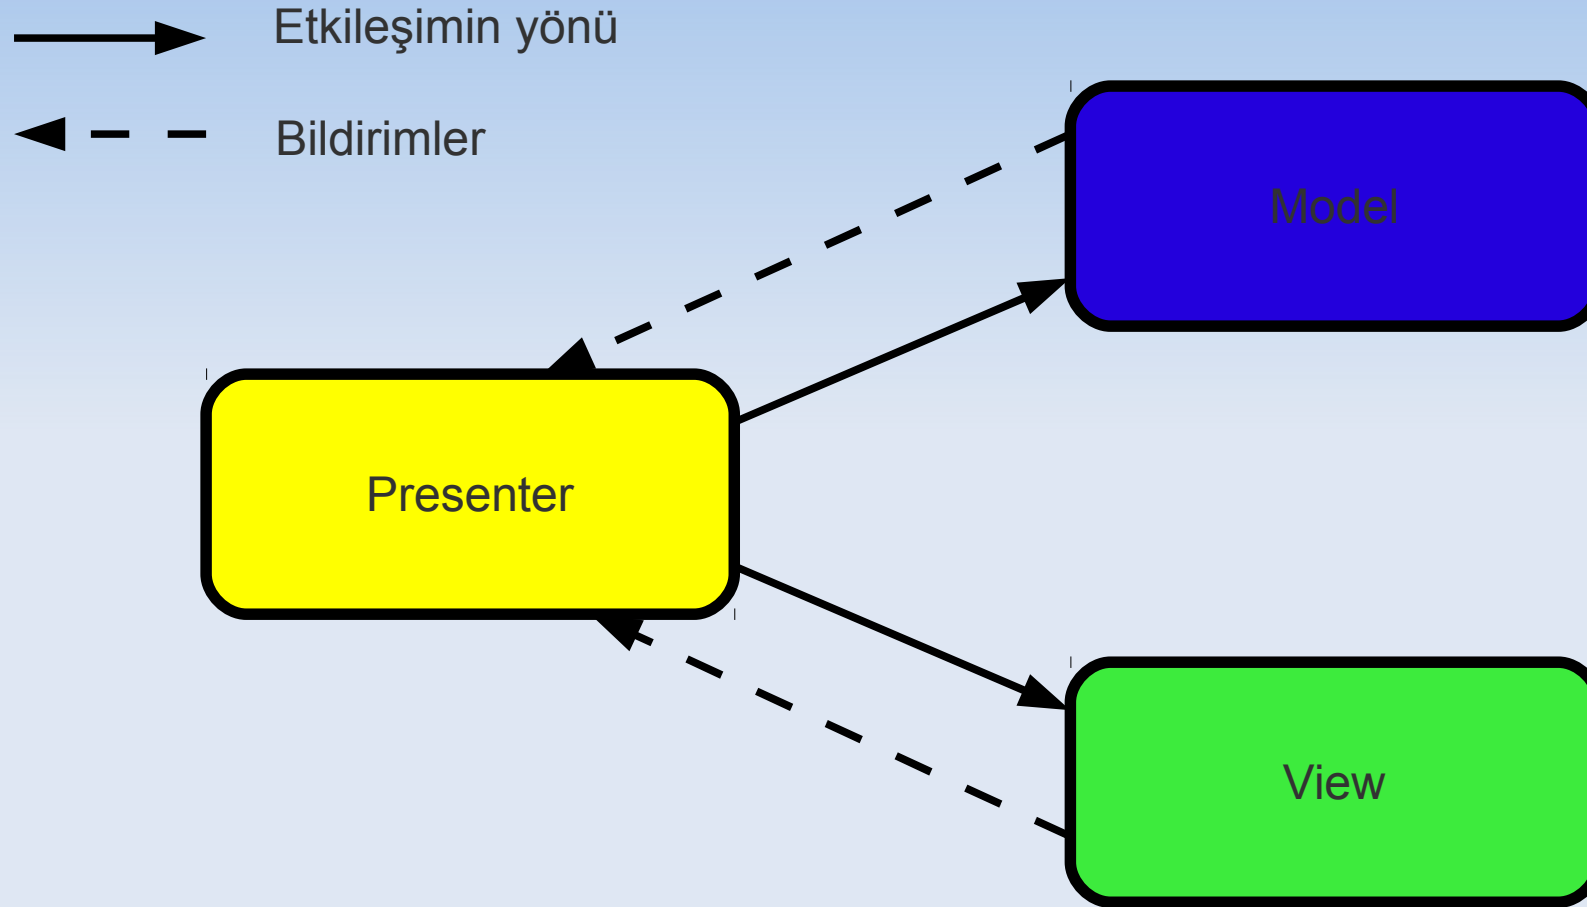 Etkileşimin yönü
Bildirimler
Model
Presenter
View